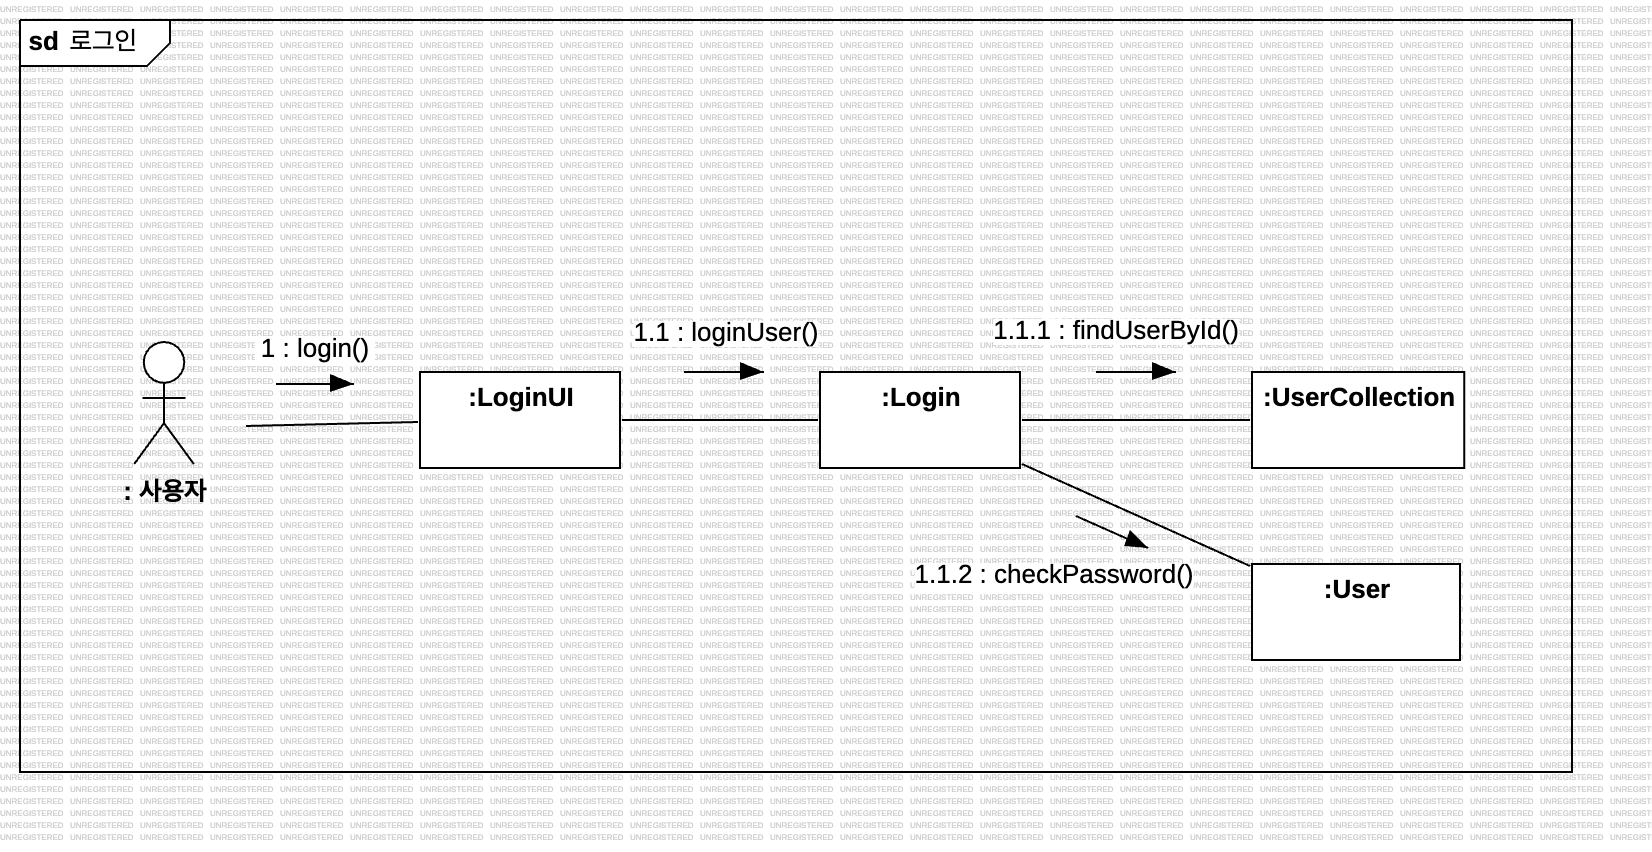 sd 로그인
1 : login()
1.1 : loginUser()
1.1.1 : findUserById()
:LoginUI
:Login
:UserCollection
: 사용자
1.1.2 : checkPassword()
:User
UNREGISTERED